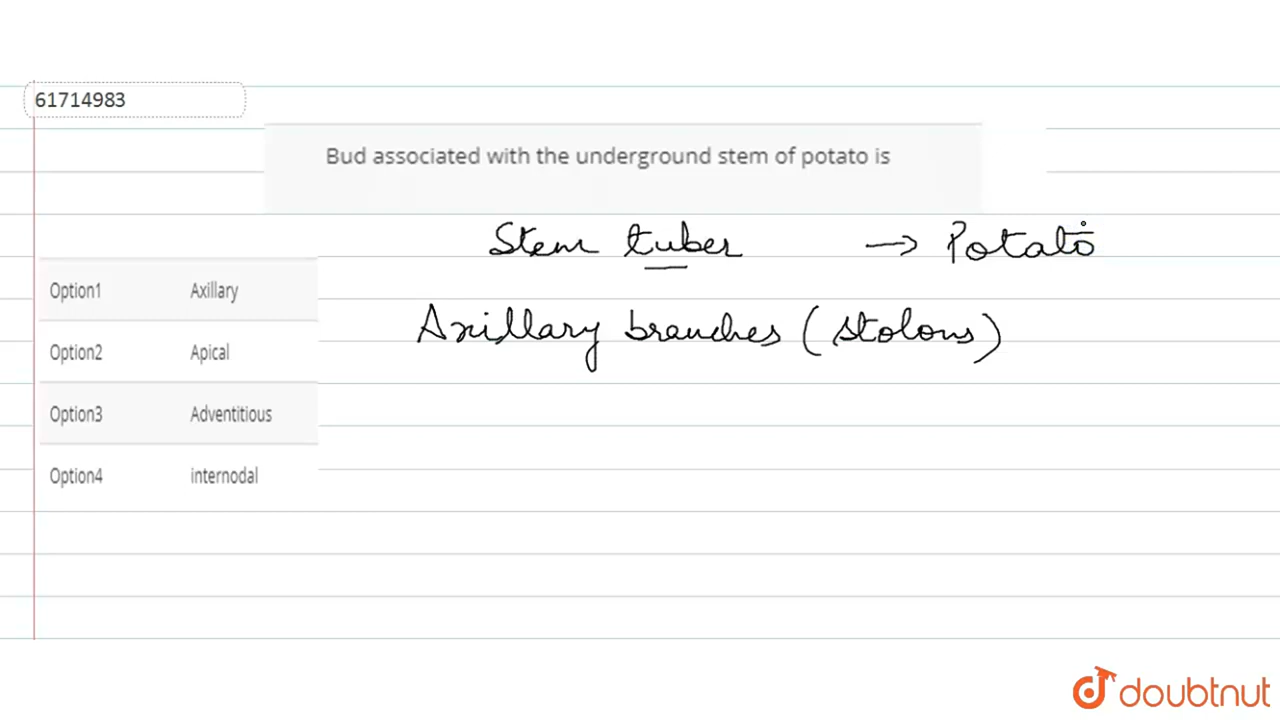 61714983
Bud associated with the underground stem of potato is
Stem tuber → Potato
Option1 Axillary
Axillary branches (stolons)
Option2 Apical
Option3 Adventitious
Option4 internodal
doubtnut